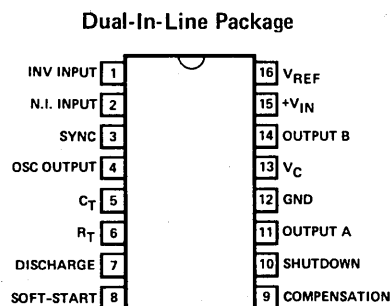 Dual-In-Line Package
INV INPUT 1
N.I. INPUT 2
SYNC 3
OSC OUTPUT 4
CT 5
RT 6
DISCHARGE 7
SOFT-START 8
16 VREF
15 +VIN
14 OUTPUT B
13 VC
12 GND
11 OUTPUT A
10 SHUTDOWN
9 COMPENSATION